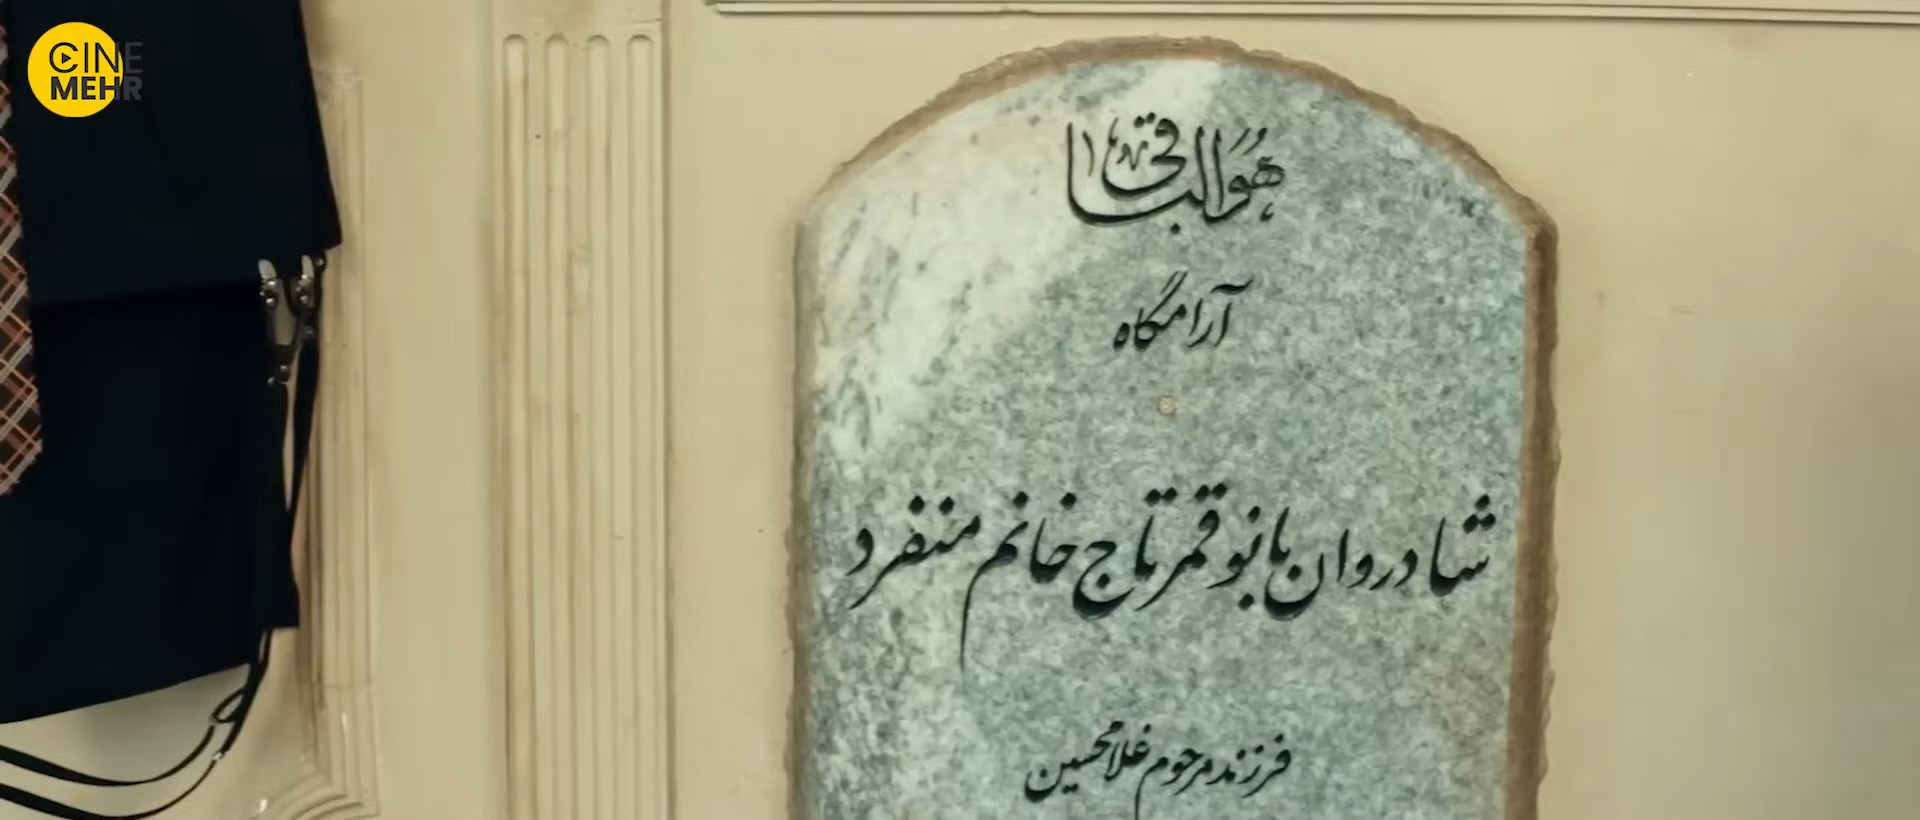 CINE
MEHR
هوالباقی
آرامگاه
شادروان بانو قمرتاج خانم منفرد
فرزند مرحوم غلامحسین